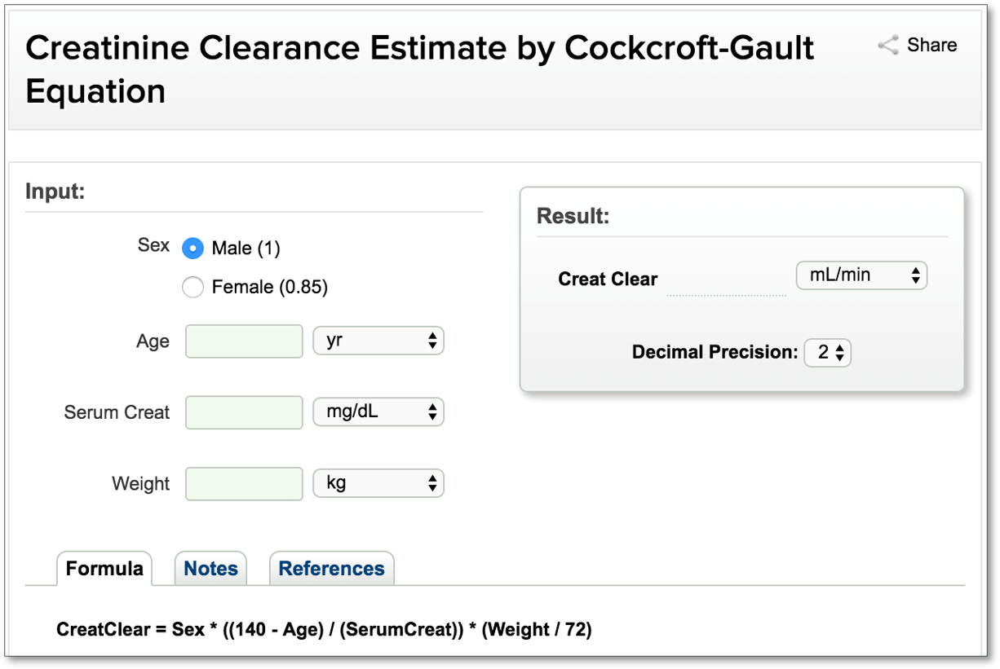 Creatinine Clearance Estimate by Cockcroft-Gault
Equation
Share
Input:
Sex Male (1)
Female (0.85)
Age yr
Serum Creat mg/dL
Weight kg
Result:
Creat Clear mL/min
Decimal Precision: 2
Formula Notes References
CreatClear = Sex * ((140 - Age) / (SerumCreat)) * (Weight / 72)